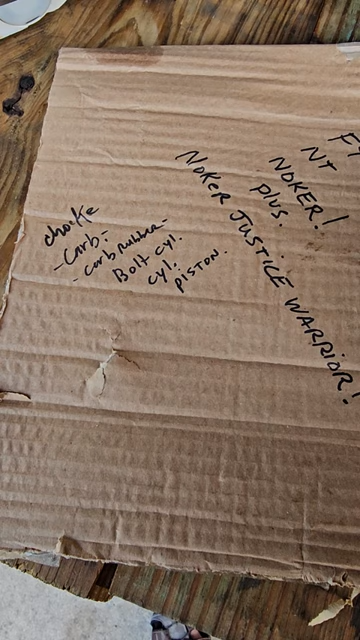 choke
-Carb-
-carb rubber-
Bolt cyl.
cyl.
piston.
NT
NOKER!
plus.
NOKER JUSTICE WARRIOR!